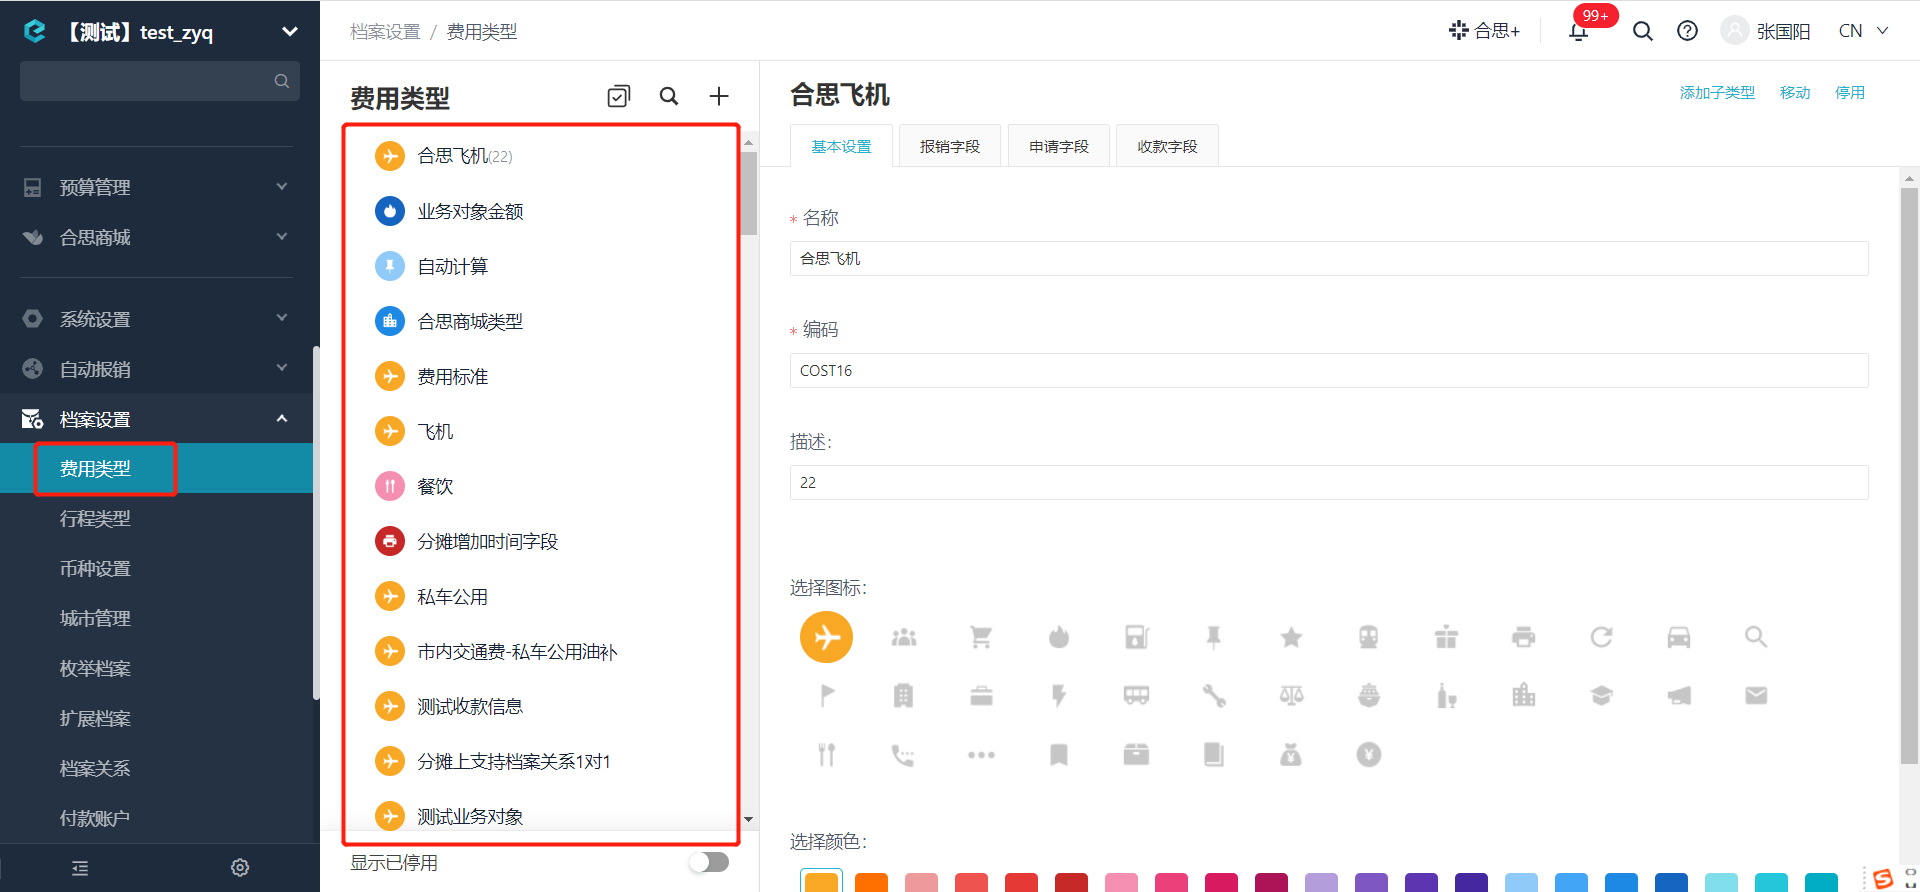 【测试】test_zyq
预算管理
合思商城
系统设置
自动报销
档案设置
费用类型
行程类型
币种设置
城市管理
枚举档案
扩展档案
档案关系
付款账户
档案设置 / 费用类型
合思+
99+
张国阳
CN
费用类型
合思飞机(22)
业务对象金额
自动计算
合思商城类型
费用标准
飞机
餐饮
分摊增加时间字段
私车公用
市内交通费-私车公用油补
测试收款信息
分摊上支持档案关系1对1
测试业务对象
显示已停用
合思飞机
添加子类型
移动
停用
基本设置
报销字段
申请字段
收款字段
* 名称
合思飞机
* 编码
COST16
描述:
22
选择图标:
选择颜色: